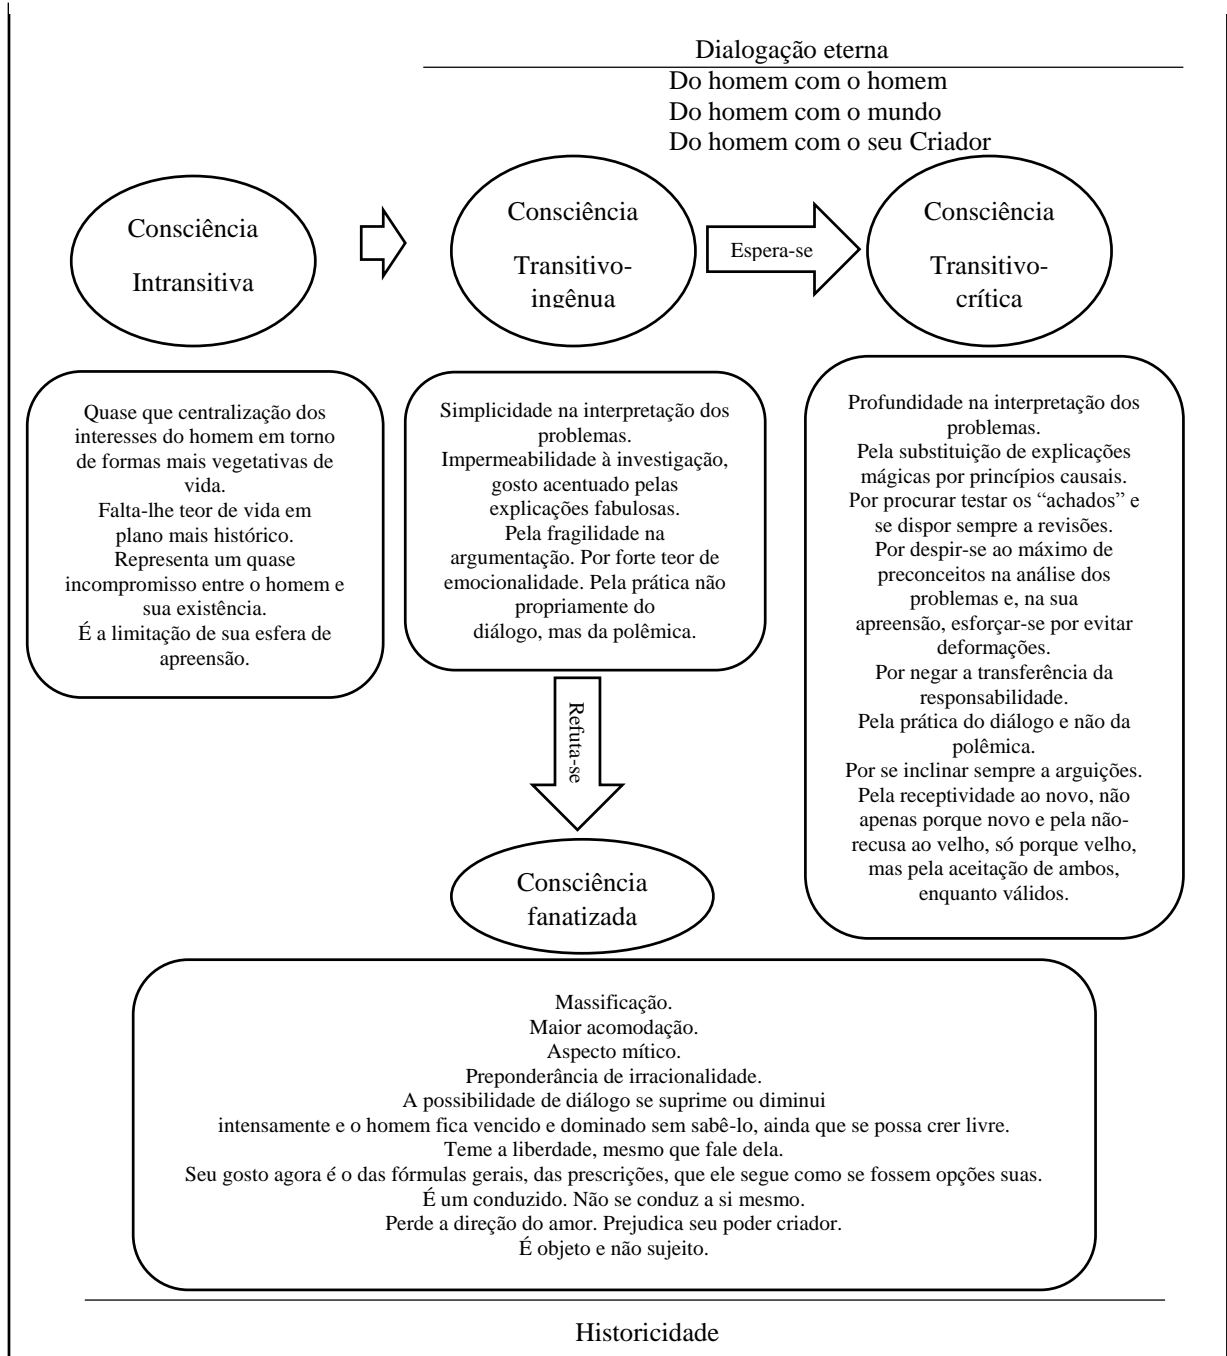 Dialogação eterna
Do homem com o homem
Do homem com o mundo
Do homem com o seu Criador
Consciência
Intransitiva
Consciência
Transitivo-
ingênua
Espera-se
Consciência
Transitivo-
crítica
Quase que centralização dos
interesses do homem em torno
de formas mais vegetativas de
vida.
Falta-lhe teor de vida em
plano mais histórico.
Representa um quase
incompromisso entre o homem e
sua existência.
É a limitação de sua esfera de
apreensão.
Simplicidade na interpretação dos
problemas.
Impermeabilidade à investigação,
gosto acentuado pelas
explicações fabulosas.
Pela fragilidade na
argumentação. Por forte teor de
emocionalidade. Pela prática não
propriamente do
diálogo, mas da polêmica.
Profundidade na interpretação dos
problemas.
Pela substituição de explicações
mágicas por princípios causais.
Por procurar testar os “achados” e
se dispor sempre a revisões.
Por despir-se ao máximo de
preconceitos na análise dos
problemas e, na sua
apreensão, esforçar-se por evitar
deformações.
Por negar a transferência da
responsabilidade.
Pela prática do diálogo e não da
polêmica.
Por se inclinar sempre a arguições.
Pela receptividade ao novo, não
apenas porque novo e pela não-
recusa ao velho, só porque velho,
mas pela aceitação de ambos,
enquanto válidos.
Refuta-se
Consciência
fanatizada
Massificação.
Maior acomodação.
Aspecto mítico.
Preponderância de irracionalidade.
A possibilidade de diálogo se suprime ou diminui
intensamente e o homem fica vencido e dominado sem sabê-lo, ainda que se possa crer livre.
Teme a liberdade, mesmo que fale dela.
Seu gosto agora é o das fórmulas gerais, das prescrições, que ele segue como se fossem opções suas.
É um conduzido. Não se conduz a si mesmo.
Perde a direção do amor. Prejudica seu poder criador.
É objeto e não sujeito.
Historicidade